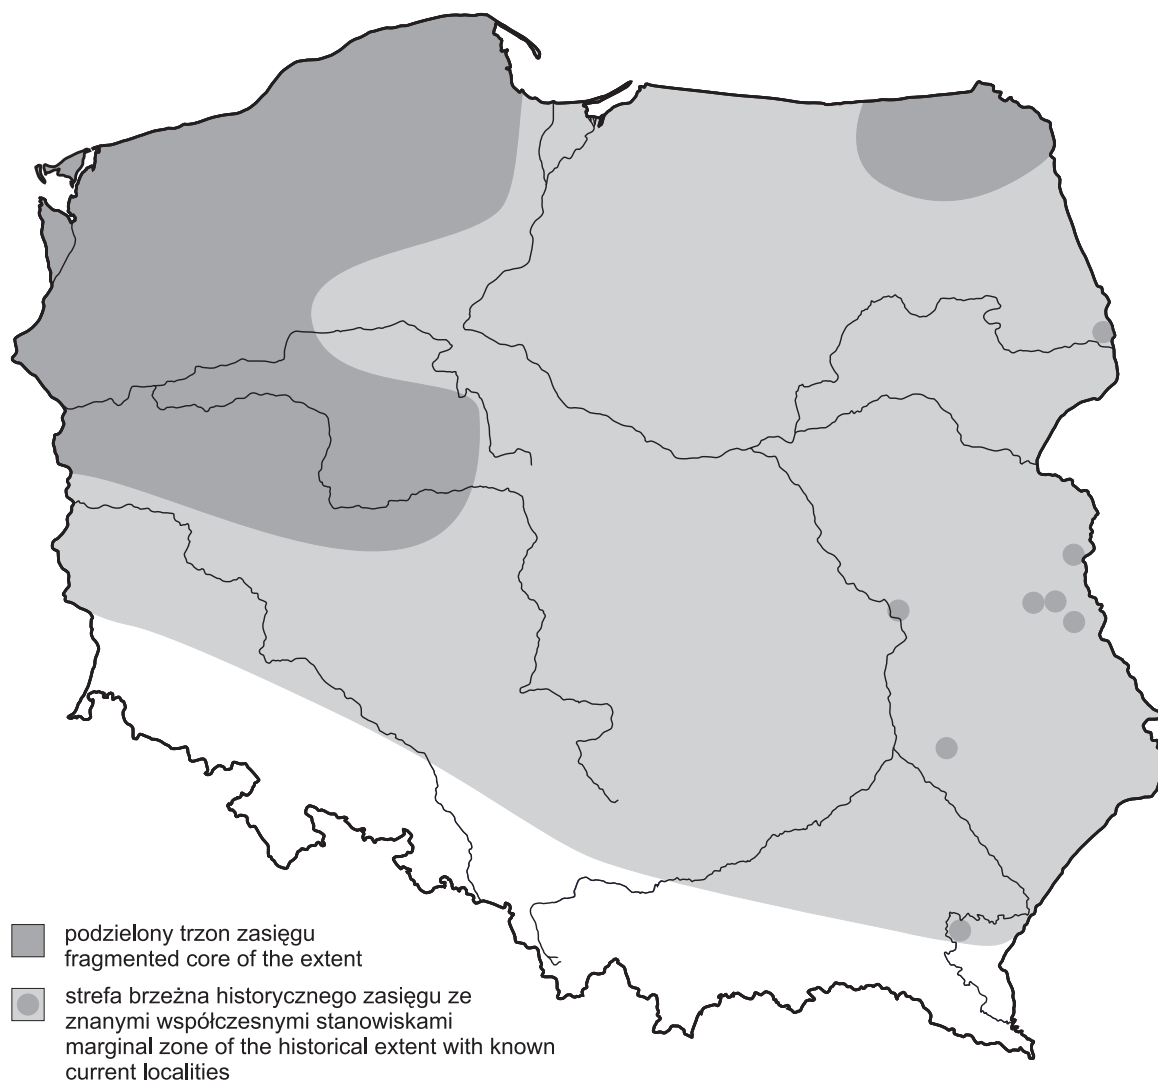 podzielony trzon zasięgu
fragmented core of the extent
strefa brzeżna historycznego zasięgu ze
znanymi współczesnymi stanowiskami
marginal zone of the historical extent with known
current localities